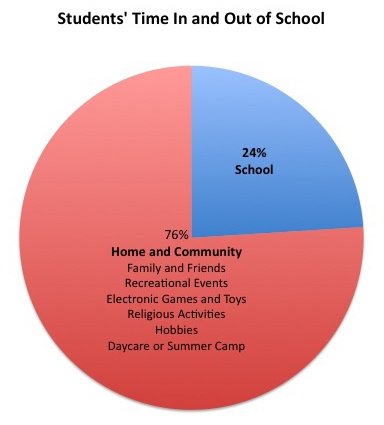 Students' Time In and Out of School
24%
School
76%
Home and Community
Family and Friends
Recreational Events
Electronic Games and Toys
Religious Activities
Hobbies
Daycare or Summer Camp